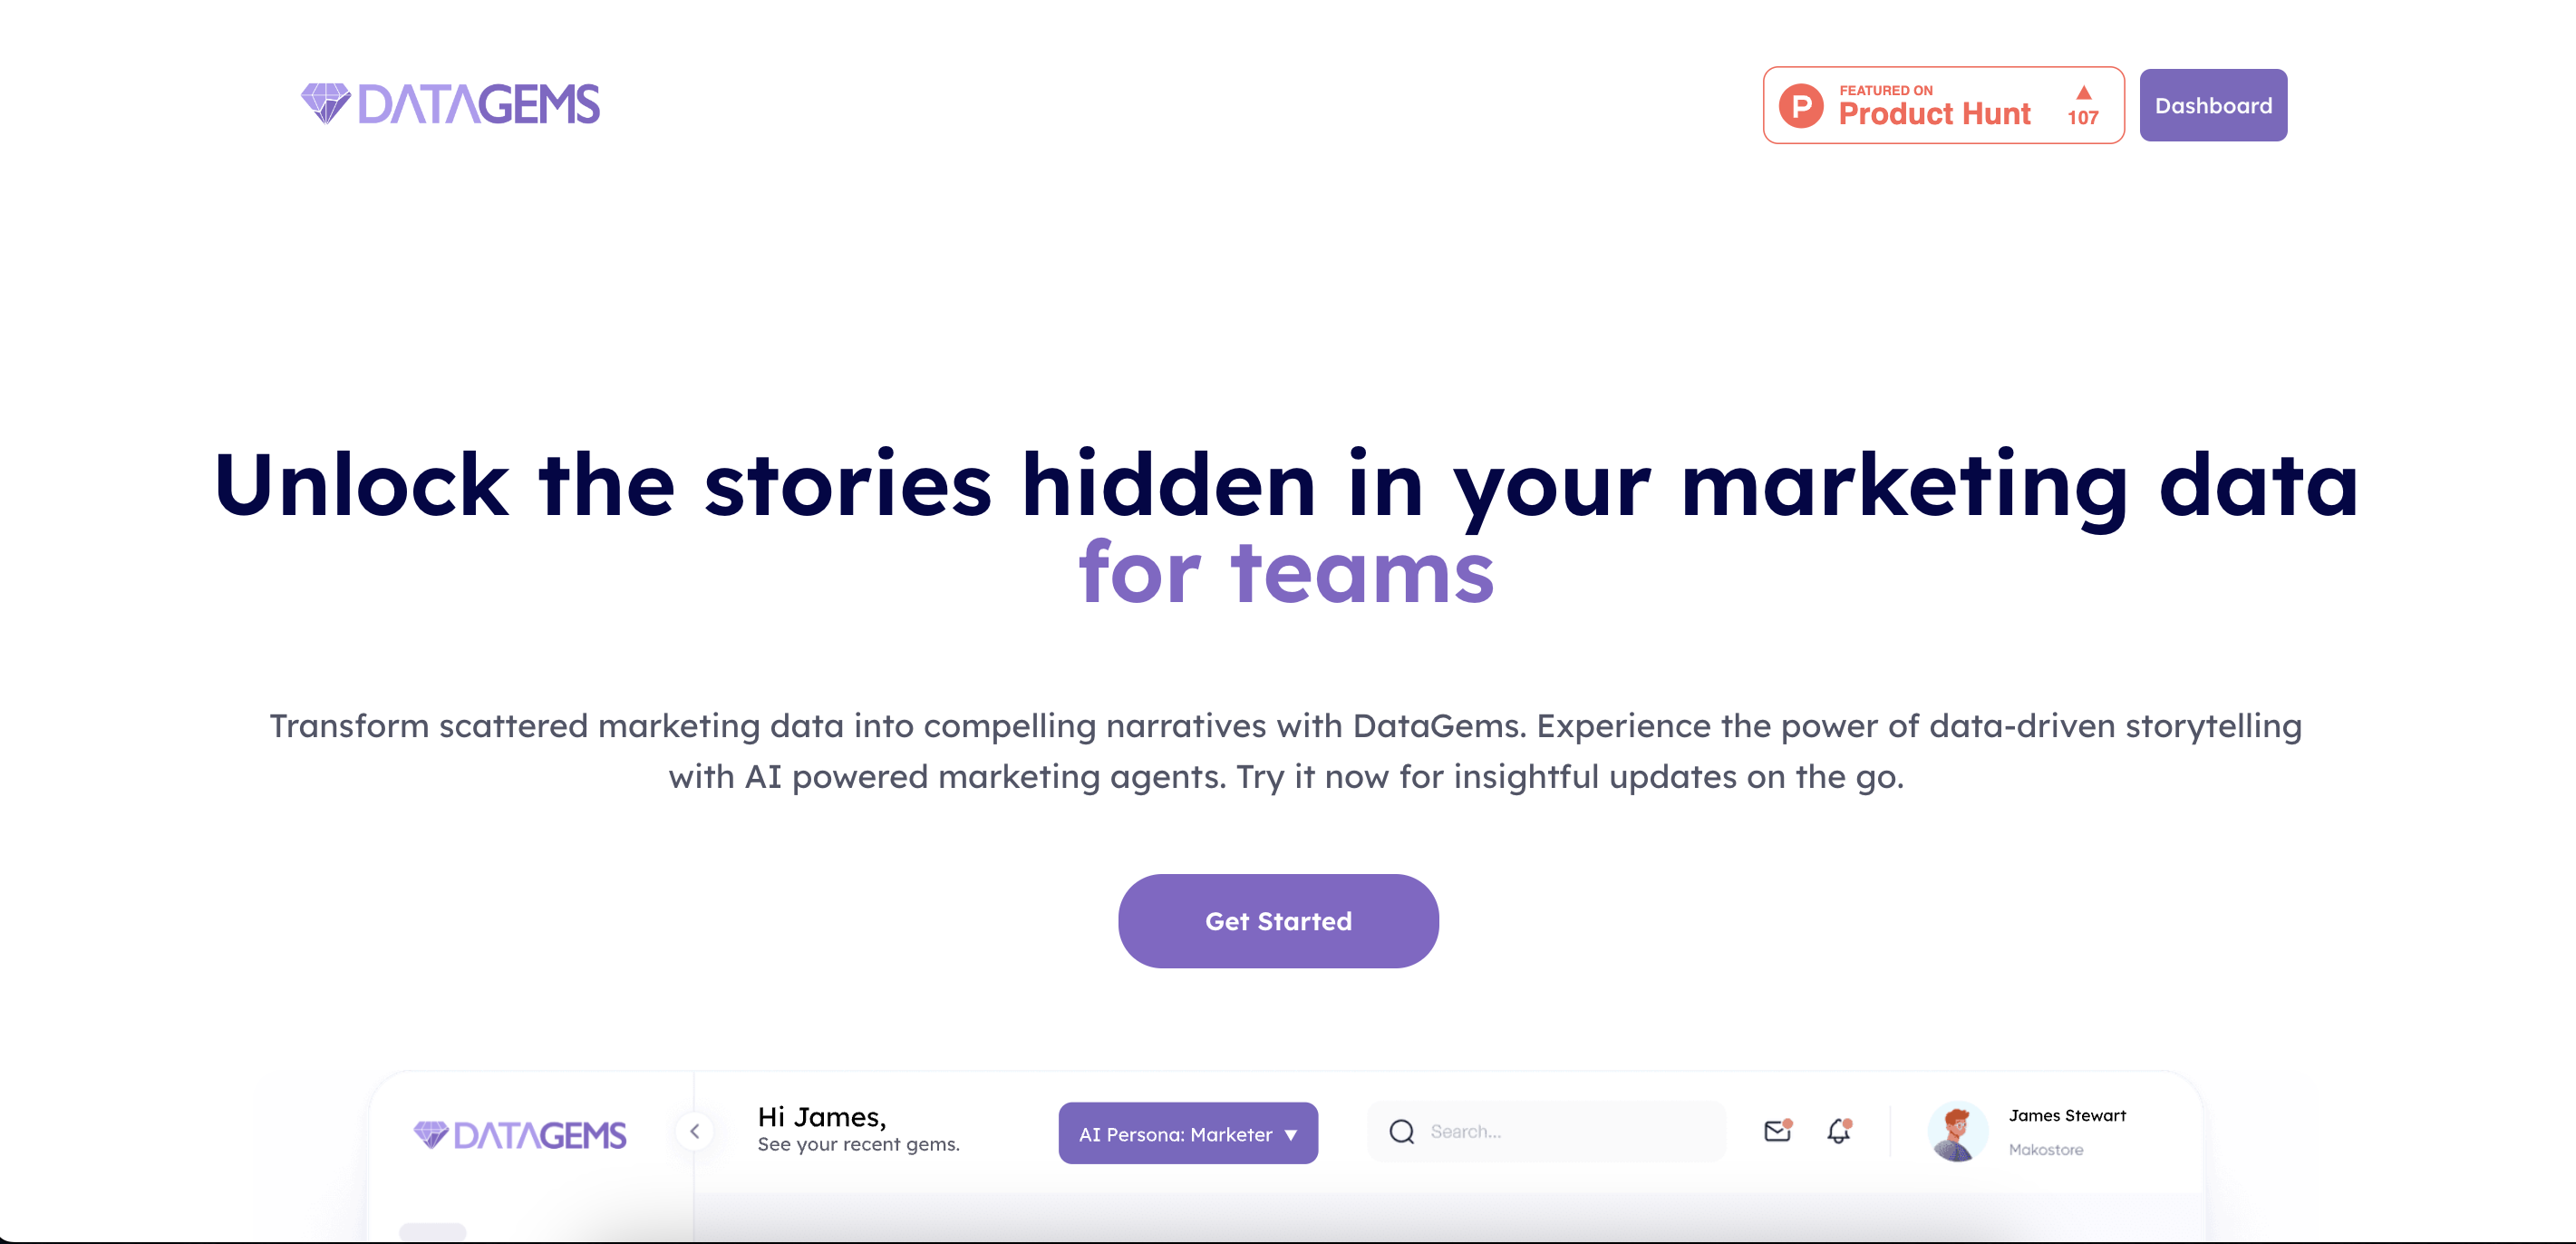 DATAGEMS
FEATURED ON
Product Hunt
107
Dashboard
Unlock the stories hidden in your marketing data
for teams
Transform scattered marketing data into compelling narratives with DataGems. Experience the power of data-driven storytelling
with AI powered marketing agents. Try it now for insightful updates on the go.
Get Started
DATAGEMS
Hi James,
See your recent gems.
AI Persona: Marketer
Search...
James Stewart
Makostore